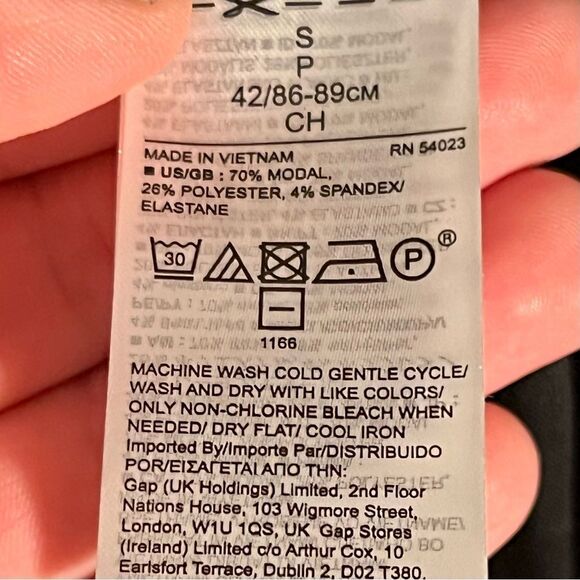 S
P
42/86-89CM
CH
MADE IN VIETNAM RN 54023
■ US/GB : 70% MODAL,
26% POLYESTER, 4% SPANDEX/
ELASTANE
30 P ®
1166
MACHINE WASH COLD GENTLE CYCLE/
WASH AND DRY WITH LIKE COLORS/
ONLY NON-CHLORINE BLEACH WHEN
NEEDED/ DRY FLAT/ COOL IRON
Imported By/Importe Par/DISTRIBUIDO
POR/ΕΙΣΑΓΕΤΑΙ ΑΠΟ ΤΗΝ:
Gap (UK Holdings) Limited, 2nd Floor
Nations House, 103 Wigmore Street,
London, W1U 1QS, UK Gap Stores
(Ireland) Limited c/o Arthur Cox, 10
Earlsfort Terrace, Dublin 2, D02 T380,